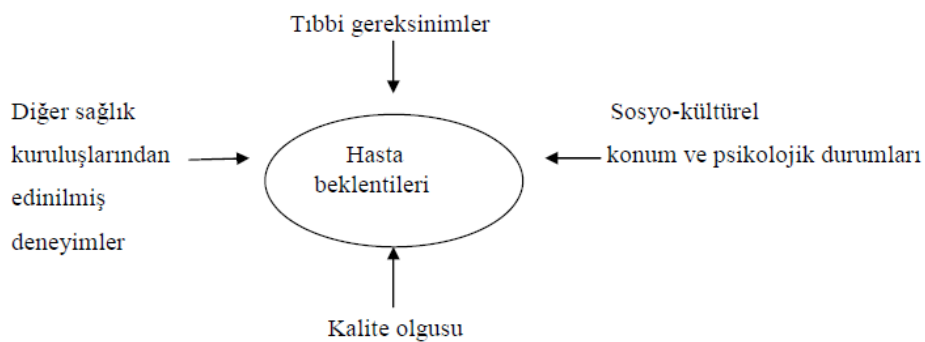 Tıbbi gereksinimler
Diğer sağlık
kuruluşlarından
edinilmiş
deneyimler
Hasta
beklentileri
Sosyo-kültürel
konum ve psikolojik durumları
Kalite olgusu